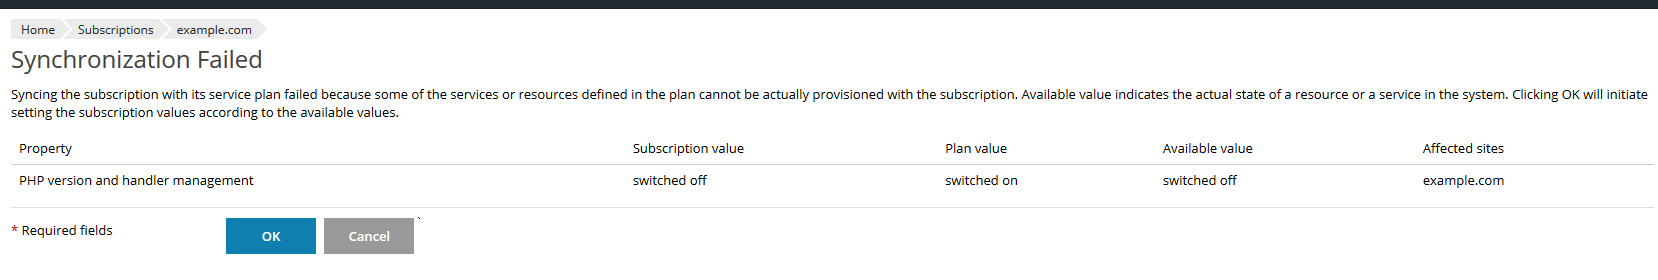 Home Subscriptions example.com
Synchronization Failed
Syncing the subscription with its service plan failed because some of the services or resources defined in the plan cannot be actually provisioned with the subscription. Available value indicates the actual state of a resource or a service in the system. Clicking OK will initiate
setting the subscription values according to the available values.
Property Subscription value Plan value Available value Affected sites
PHP version and handler management switched off switched on switched off example.com
* Required fields OK Cancel `